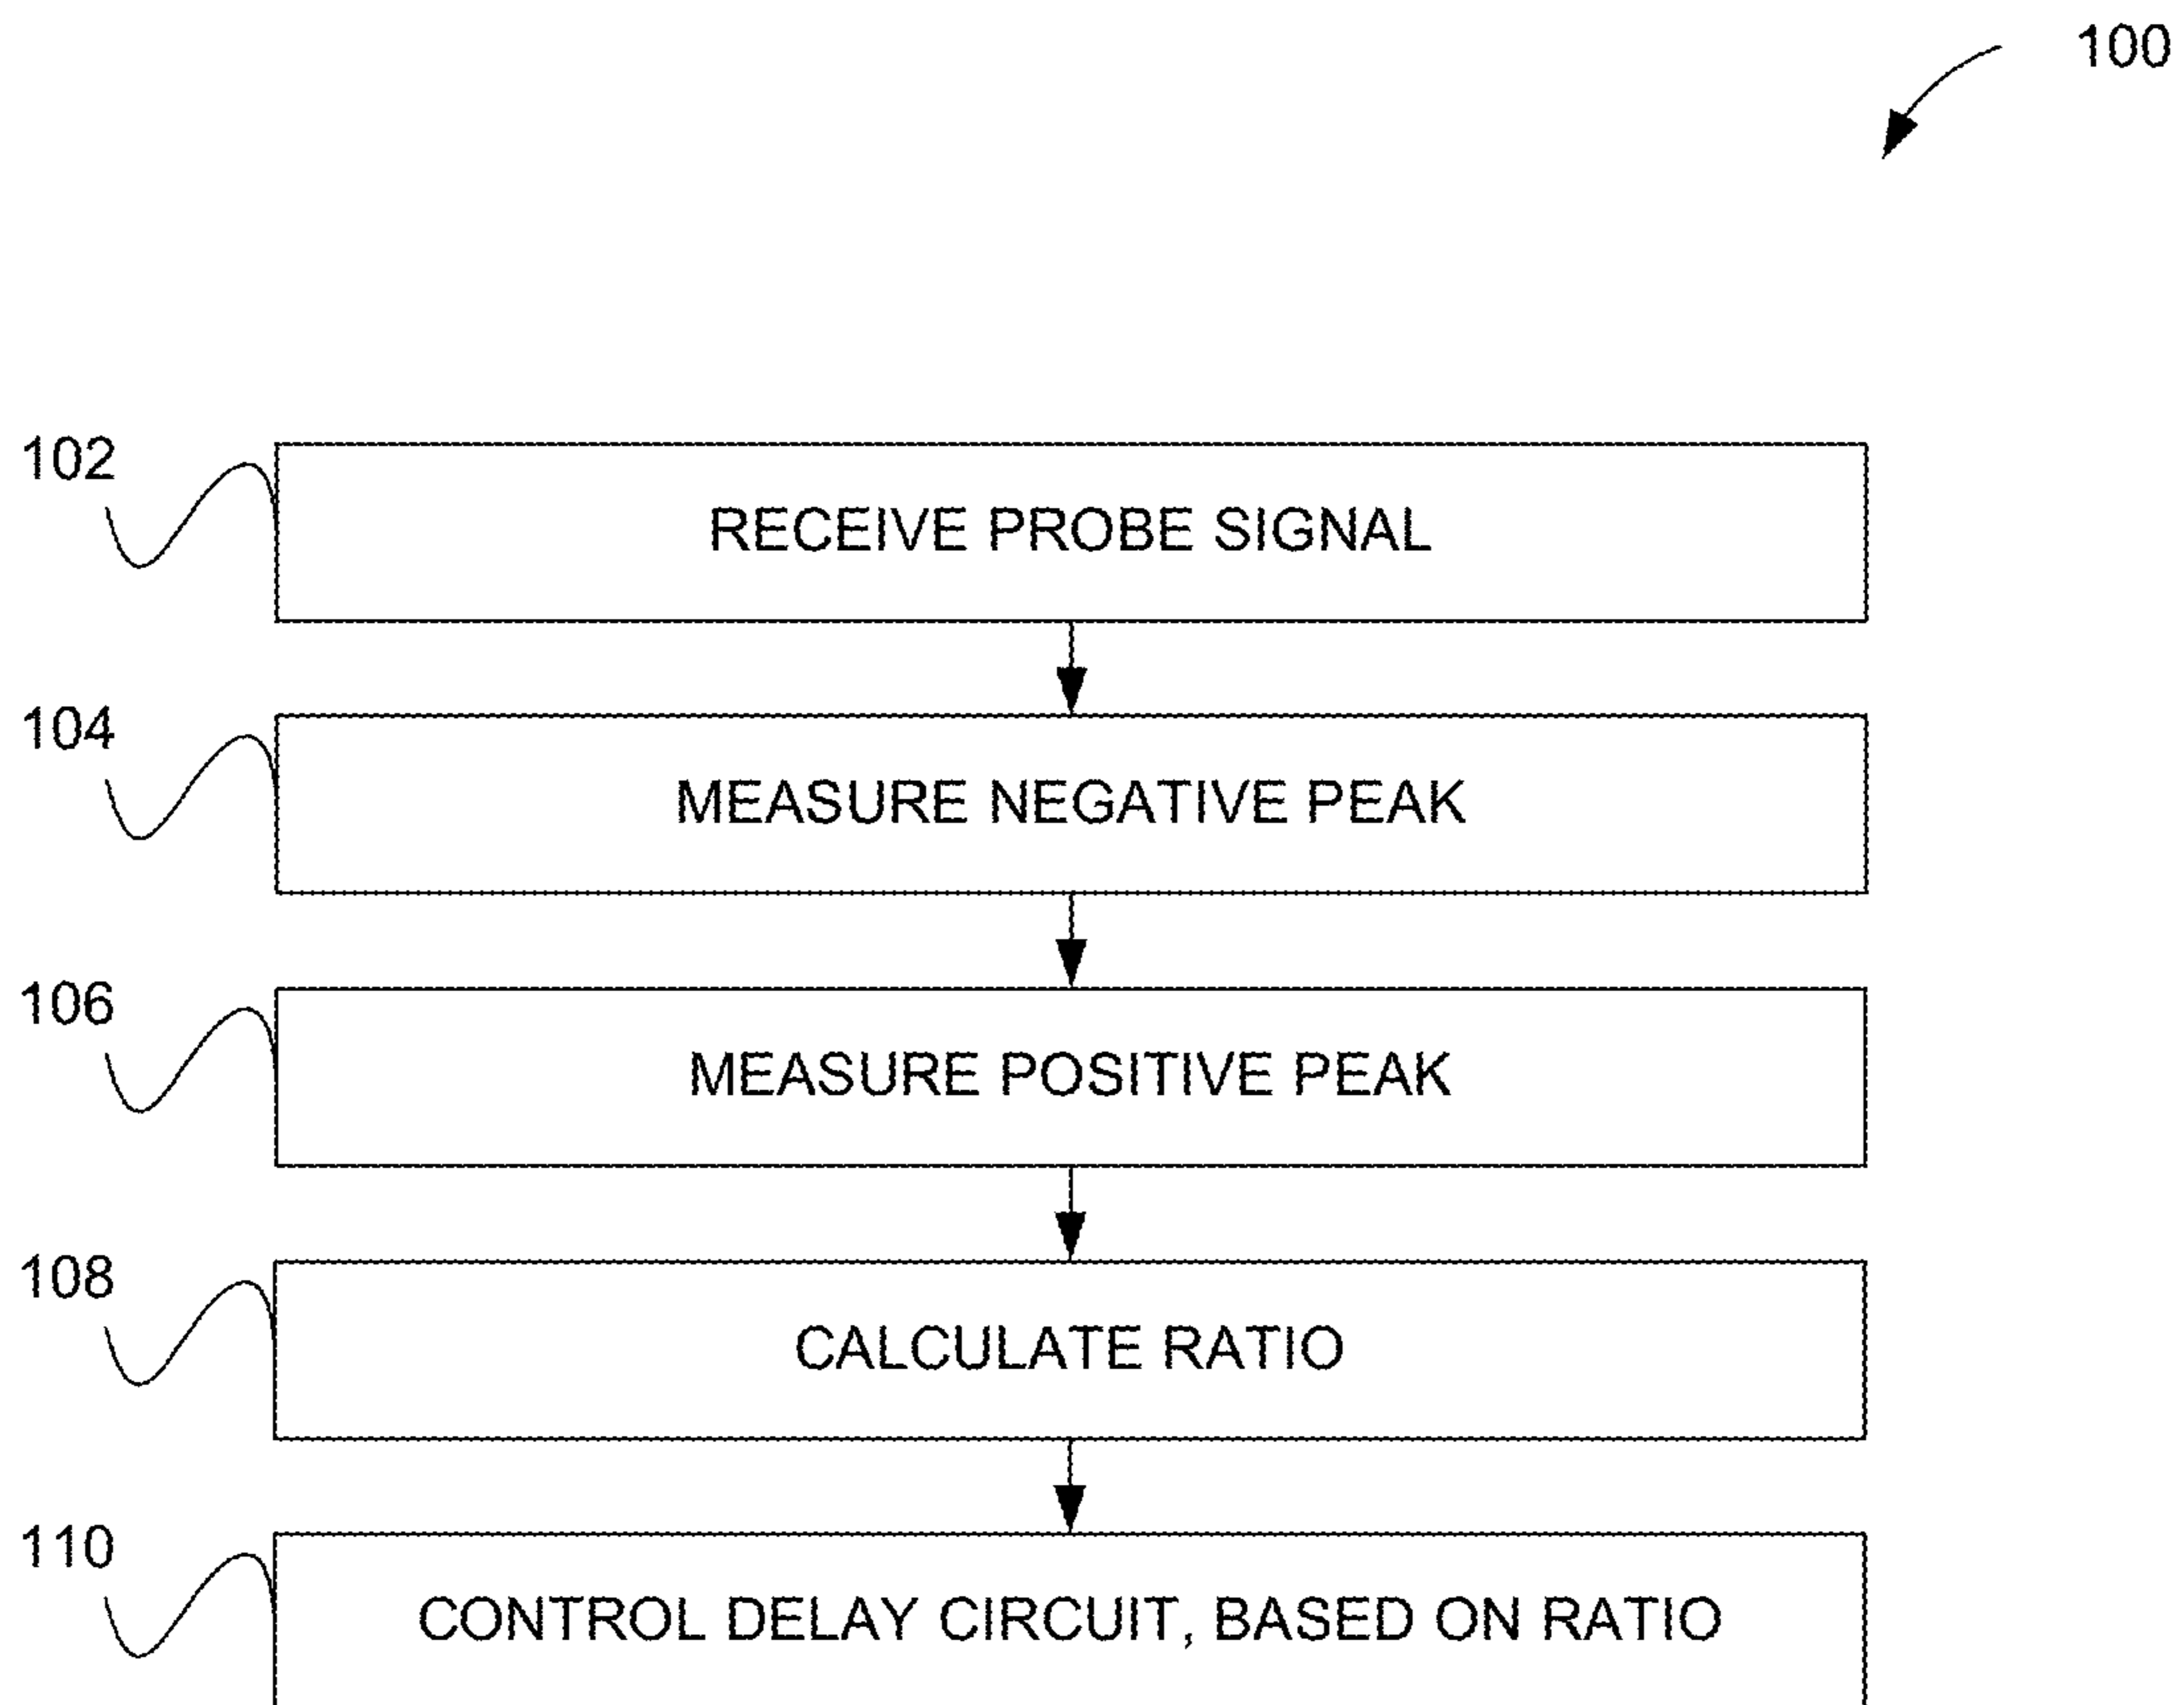 100
102
RECEIVE PROBE SIGNAL
104
MEASURE NEGATIVE PEAK
106
MEASURE POSITIVE PEAK
108
CALCULATE RATIO
110
CONTROL DELAY CIRCUIT, BASED ON RATIO